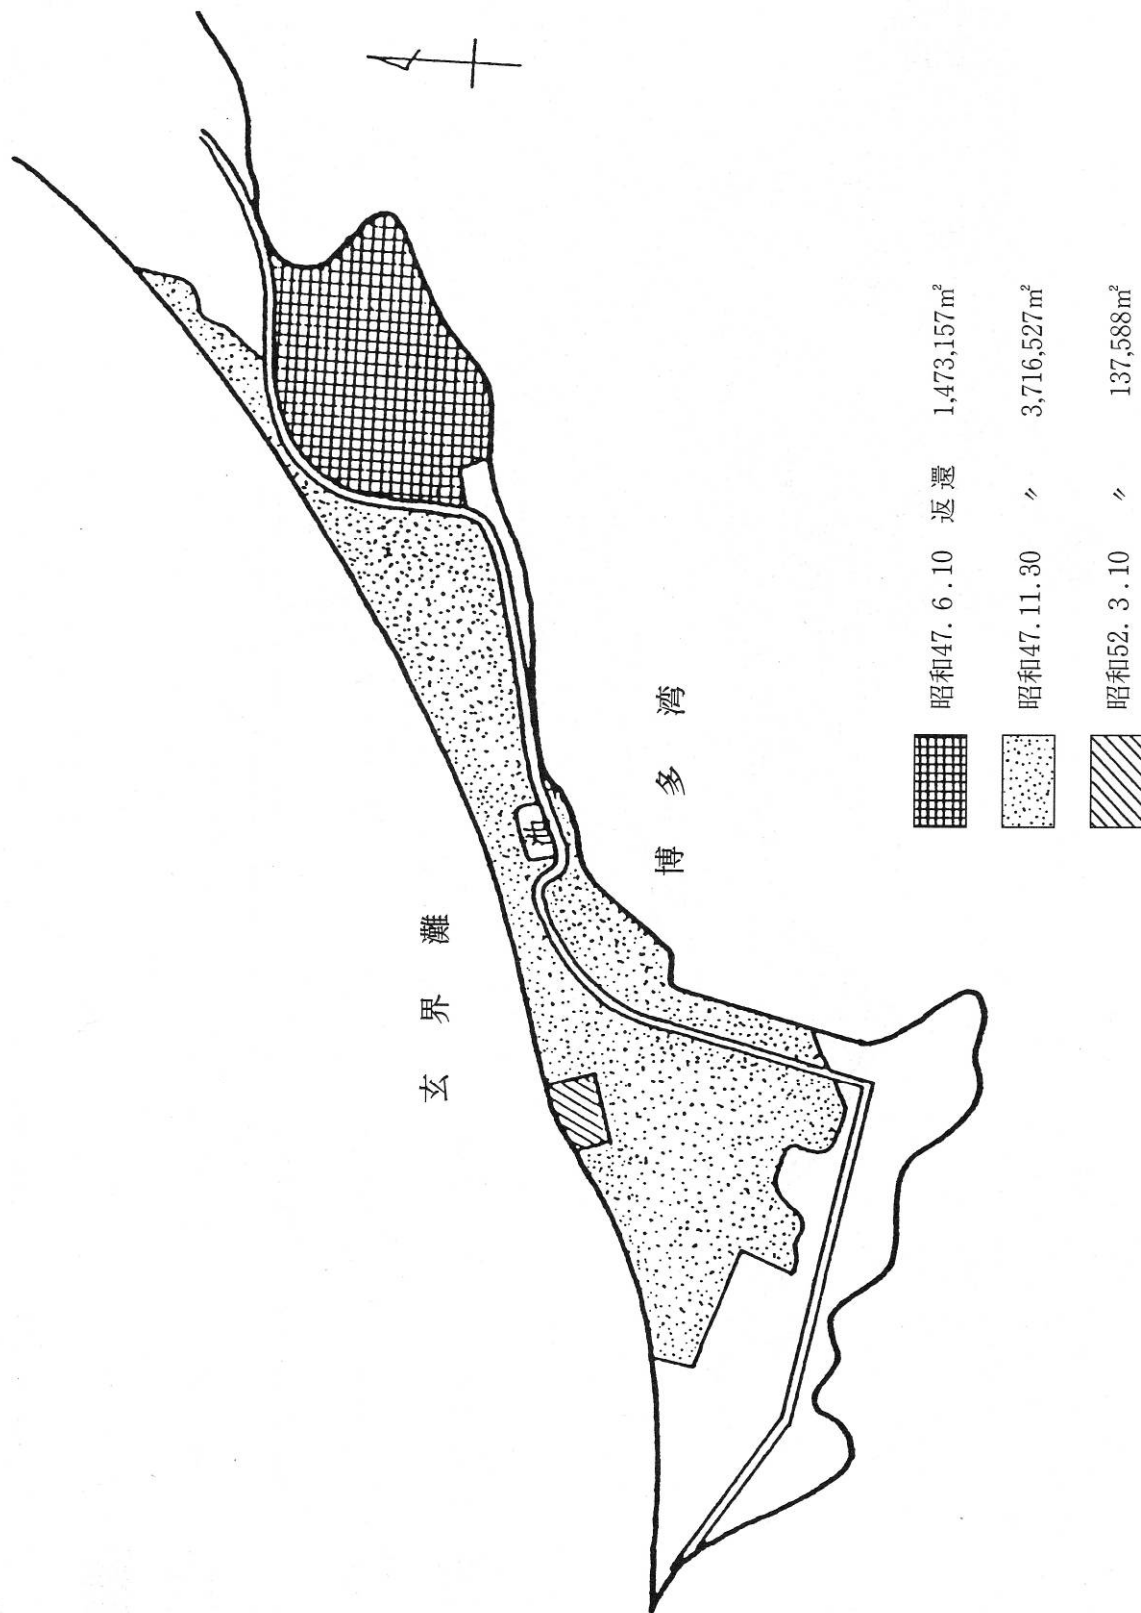 玄界灘
池
博多湾
昭和47. 6. 10 返還 1,473,157m²
昭和47. 11. 30 〃 3,716,527m²
昭和52. 3. 10 〃 137,588m²